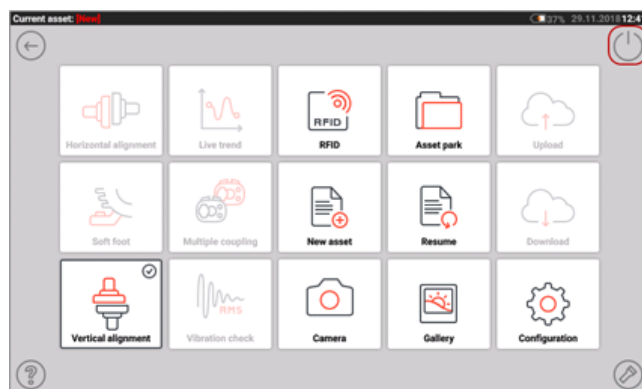 Current asset: [New] 37% 29.11.2018 12:4
Horizontal alignment
Live trend
RFID
RFID
Asset park
Upload
Soft foot
Multiple coupling
New asset
Resume
Download
Vertical alignment
RMS
Vibration check
Camera
Gallery
Configuration
?